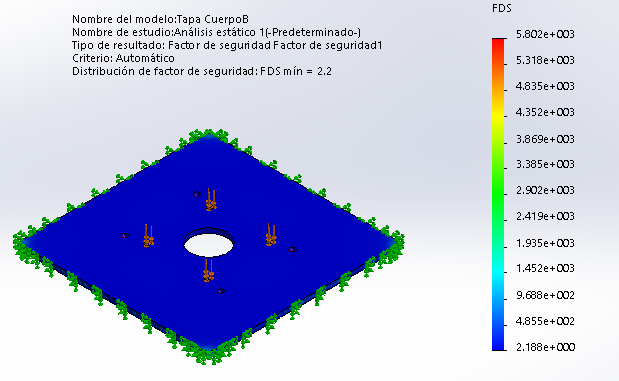 FDS
Nombre del modelo:Tapa CuerpoB
Nombre de estudio:Análisis estático 1(-Predeterminado-)
Tipo de resultado: Factor de seguridad Factor de seguridad1
Criterio: Automático
Distribución de factor de seguridad: FDS mín = 2.2
5.802e+003
5.318e+003
4.835e+003
4.352e+003
3.869e+003
3.385e+003
2.902e+003
2.419e+003
1.935e+003
1.452e+003
9.688e+002
4.855e+002
2.188e+000